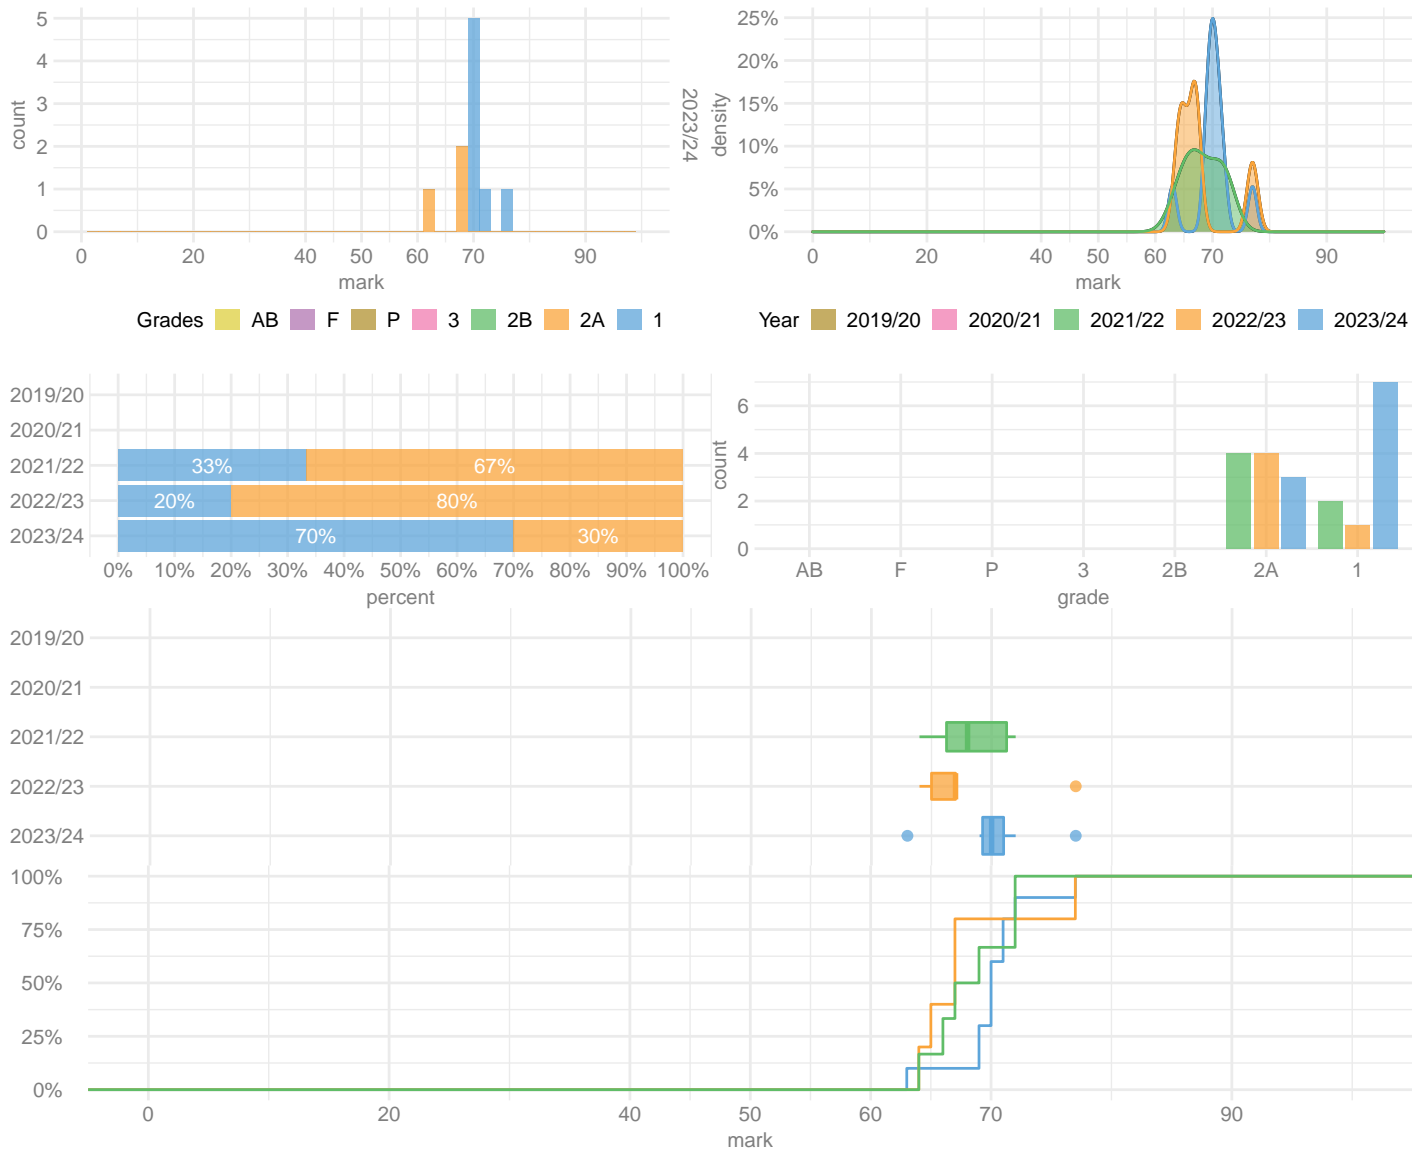 5
4
3
2
1
0
count
0 20 40 50 60 70 90
mark
2023/24
25%
20%
15%
10%
5%
0%
density
0 20 40 50 60 70 90
mark
Grades AB F P 3 2B 2A 1
Year 2019/20 2020/21 2021/22 2022/23 2023/24
2019/20
2020/21
2021/22 33% 67%
2022/23 20% 80%
2023/24 70% 30%
0% 10% 20% 30% 40% 50% 60% 70% 80% 90% 100%
percent
6
4
2
0
count
AB F P 3 2B 2A 1
grade
2019/20
2020/21
2021/22
2022/23
2023/24
100%
75%
50%
25%
0%
0 20 40 50 60 70 90
mark